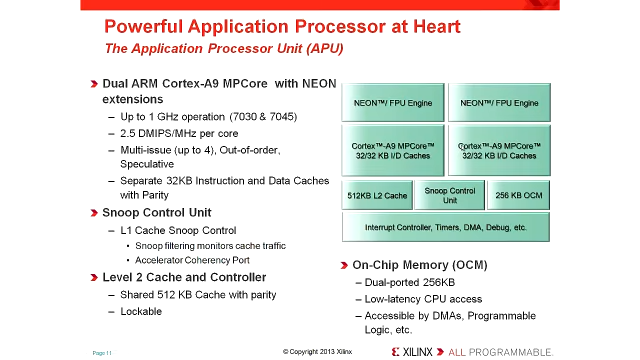 Powerful Application Processor at Heart
The Application Processor Unit (APU)
Dual ARM Cortex-A9 MPCore with NEON
extensions
– Up to 1 GHz operation (7030 & 7045)
– 2.5 DMIPS/MHz per core
– Multi-issue (up to 4), Out-of-order,
Speculative
– Separate 32KB Instruction and Data Caches
with Parity
Snoop Control Unit
– L1 Cache Snoop Control
• Snoop filtering monitors cache traffic
• Accelerator Coherency Port
Level 2 Cache and Controller
– Shared 512 KB Cache with parity
– Lockable
NEON™/ FPU Engine
NEON™/ FPU Engine
Cortex™-A9 MPCore™
32/32 KB I/D Caches
Cortex™-A9 MPCore™
32/32 KB I/D Caches
512KB L2 Cache
Snoop Control
Unit
256 KB OCM
Interrupt Controller, Timers, DMA, Debug, etc.
On-Chip Memory (OCM)
– Dual-ported 256KB
– Low-latency CPU access
– Accessible by DMAs, Programmable
Logic, etc.
Page 11
© Copyright 2013 Xilinx
XILINX ALL PROGRAMMABLE.